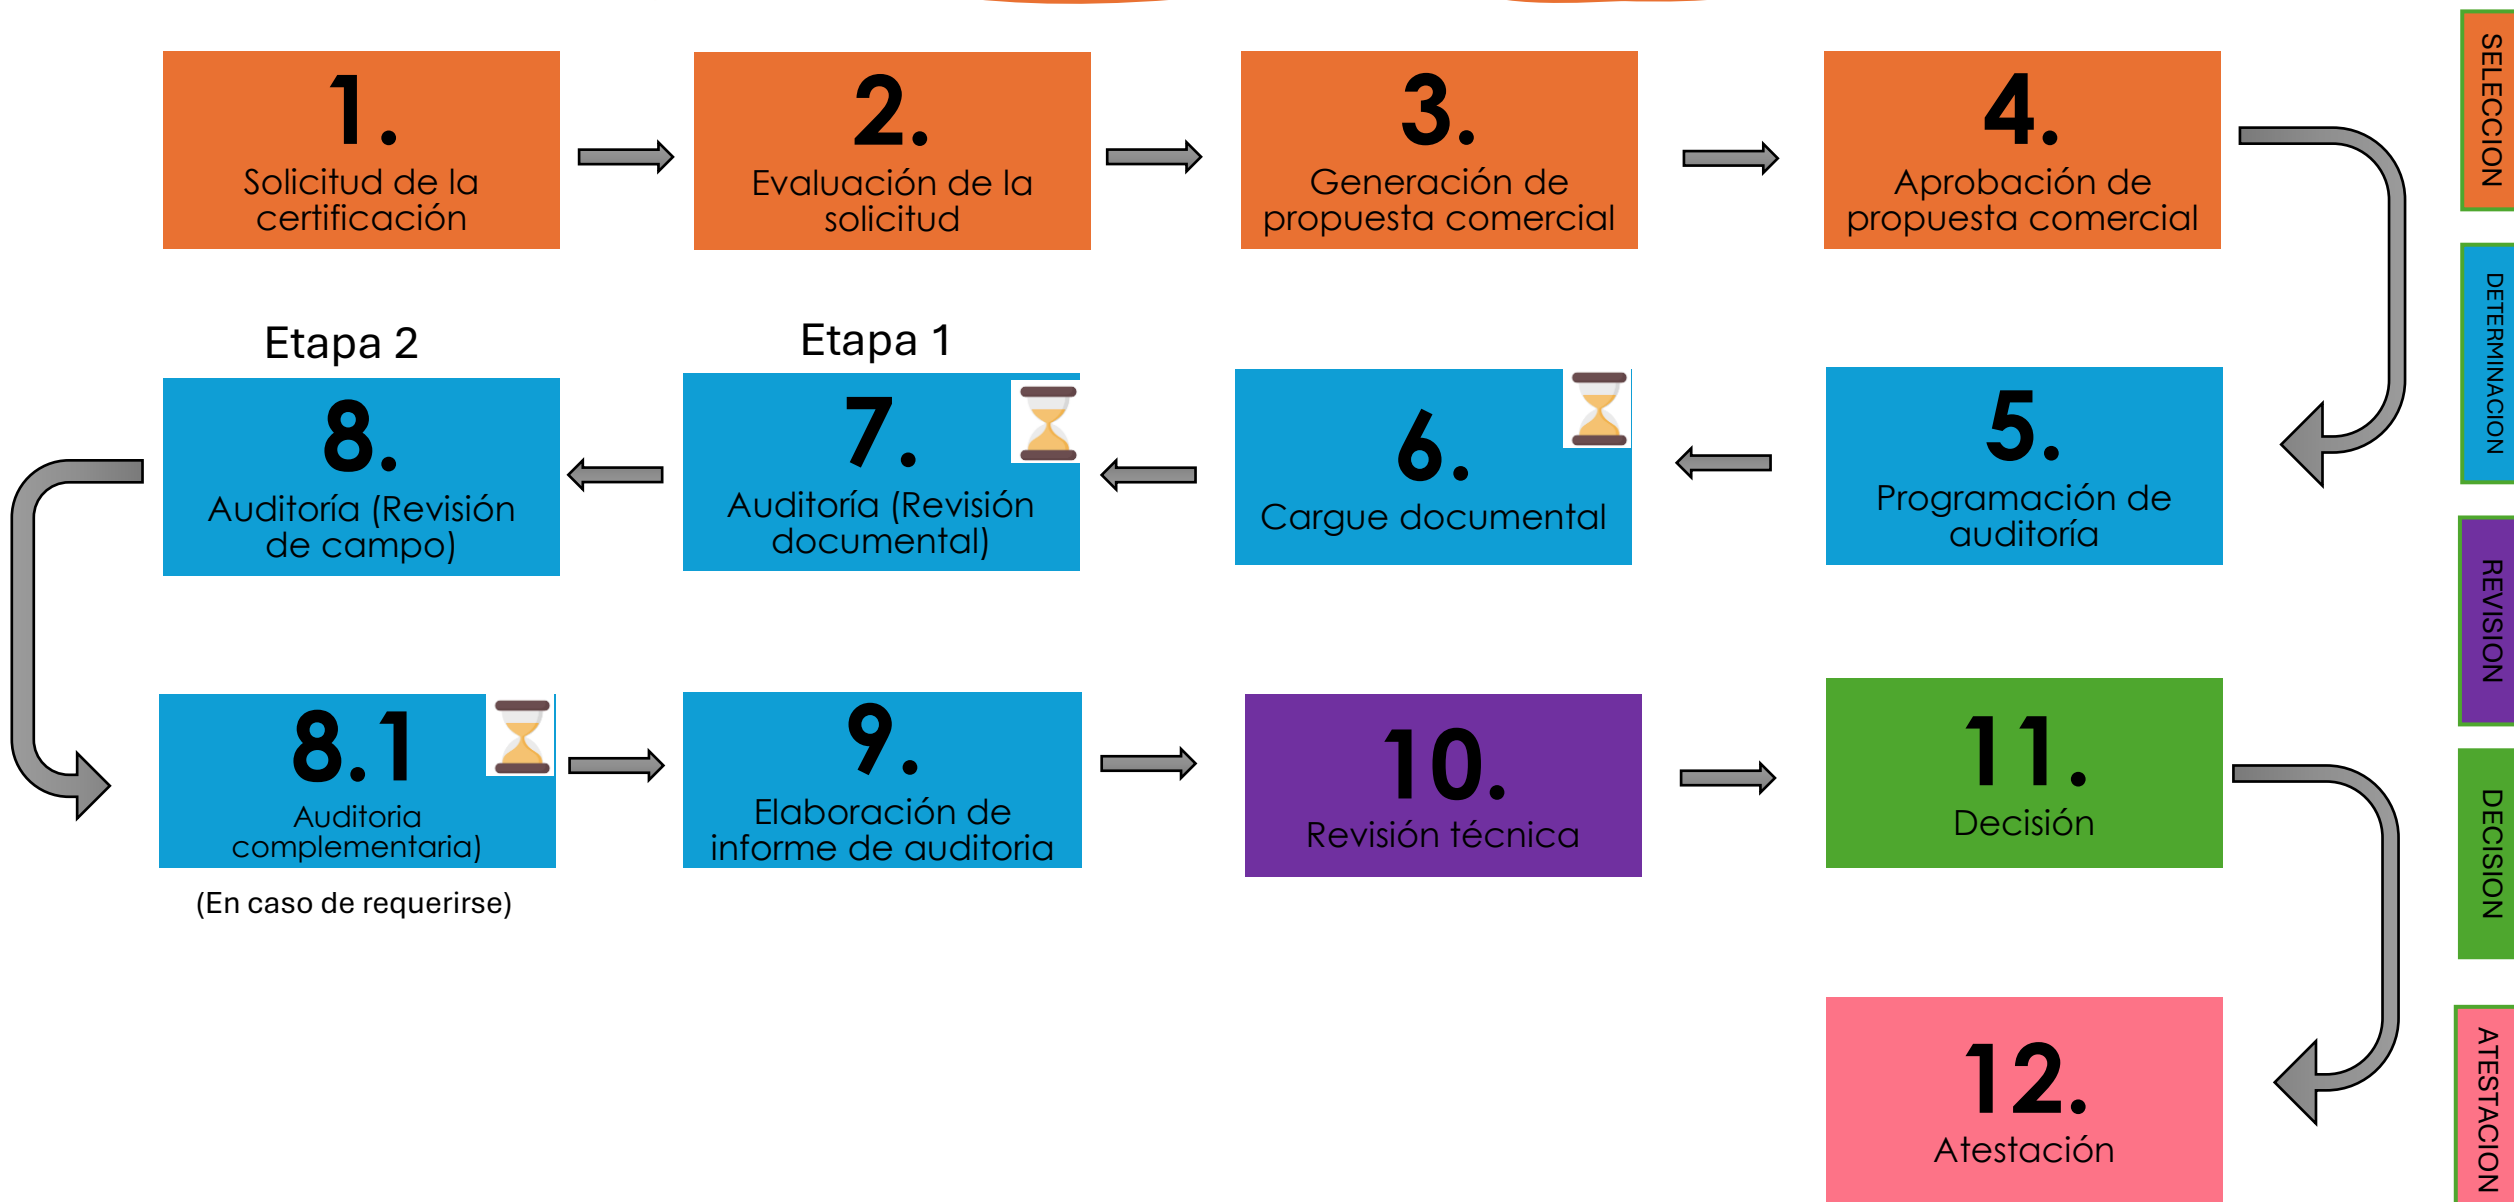 1.
Solicitud de la
certificación
2.
Evaluación de la
solicitud
3.
Generación de
propuesta comercial
4.
Aprobación de
propuesta comercial
SELECCION
Etapa 2
8.
Auditoría (Revisión
de campo)
Etapa 1
7.
Auditoría (Revisión
documental)
6.
Cargue documental
5.
Programación de
auditoría
DETERMINACION
REVISION
8.1
Auditoria
complementaria)
(En caso de requerirse)
9.
Elaboración de
informe de auditoria
10.
Revisión técnica
11.
Decisión
DECISION
12.
Atestación
ATESTACION